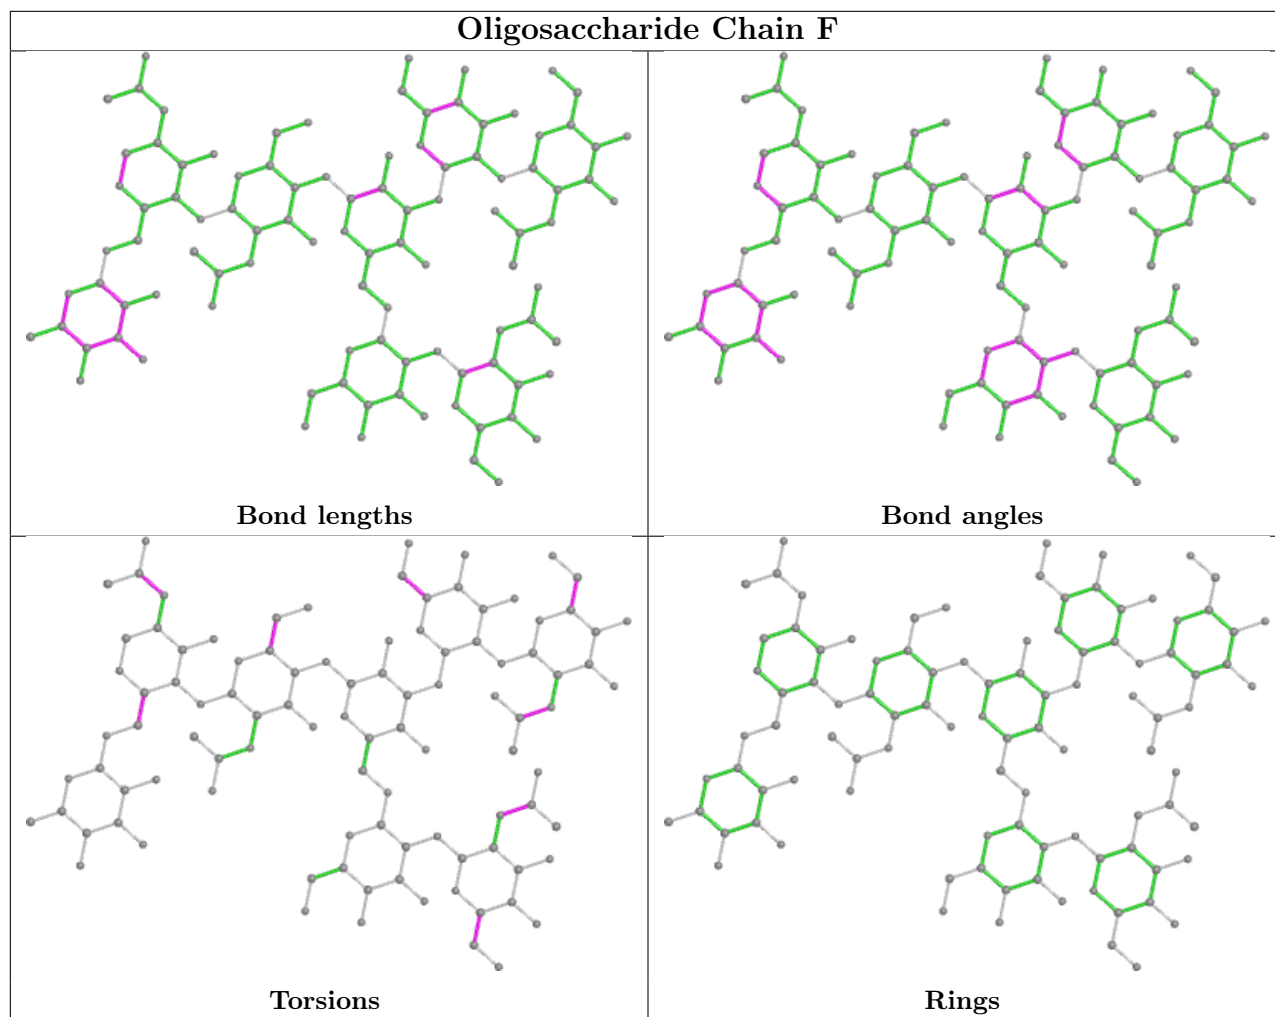 Oligosaccharide Chain F
Bond lengths
Bond angles
Torsions
Rings